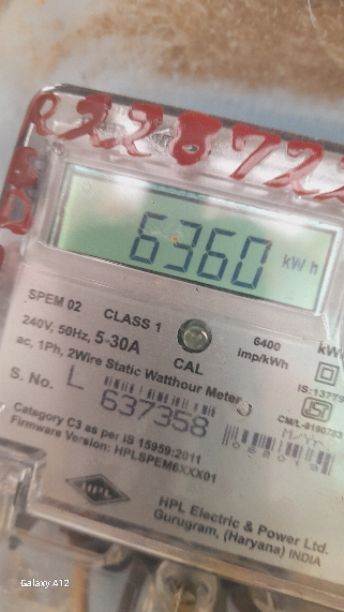 6360 kWh
SPEM 02 CLASS 1
240V, 50Hz, 5-30A
CAL
6400
imp/kWh
ac, 1Ph, 2Wire Static Watthour Meter
S. No. L
637358
Category C3 as per IS 15959:2011
Firmware Version: HPLSPEM6XXX01
HPL
HPL Electric & Power Ltd.
Gurugram, (Haryana) INDIA
Galaxy A12